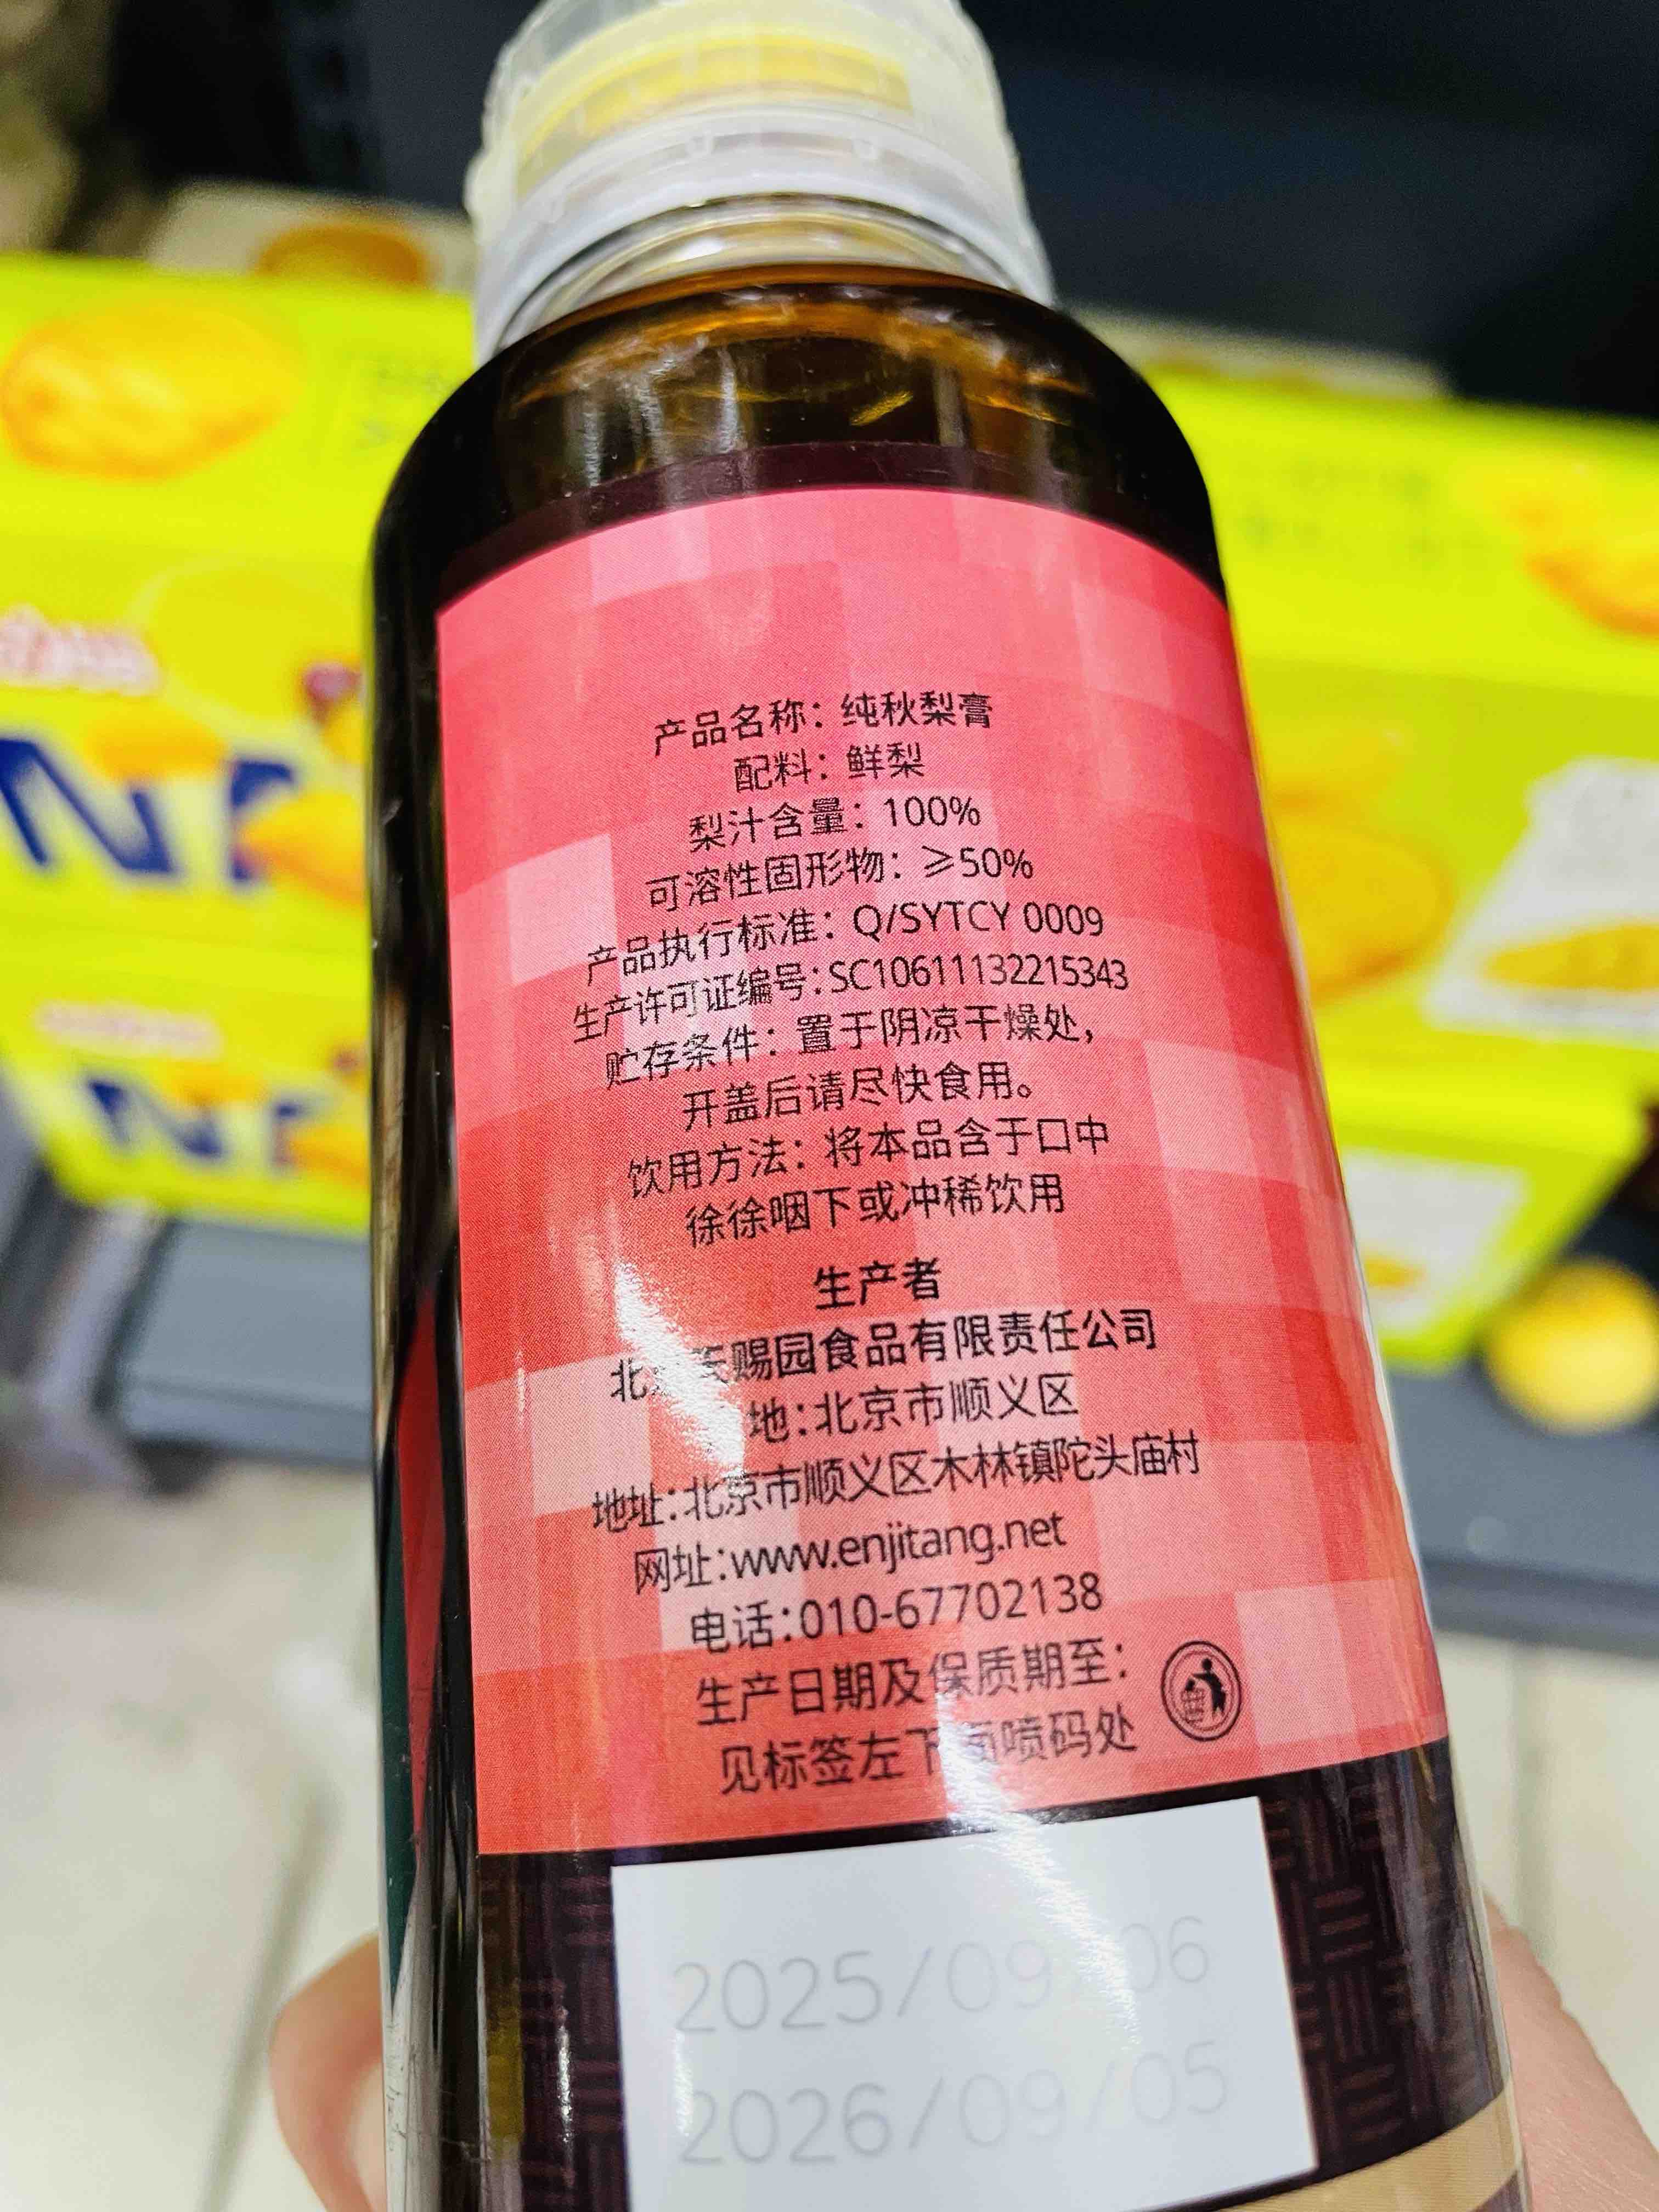 产品名称：纯秋梨膏
配料：鲜梨
梨汁含量：100%
可溶性固形物：≥50%
产品执行标准：Q/SYTCY 0009
生产许可证编号：SC10611132215343
贮存条件：置于阴凉干燥处，
开盖后请尽快食用。
饮用方法：将本品含于口中
徐徐咽下或冲稀饮用
生产者
北 天赐园食品有限责任公司
地：北京市顺义区
地址：北京市顺义区木林镇陀头庙村
网址：www.enjitang.net
电话：010-67702138
生产日期及保质期至：
见标签左下 面喷码处
2025/09 06
2026/09/05